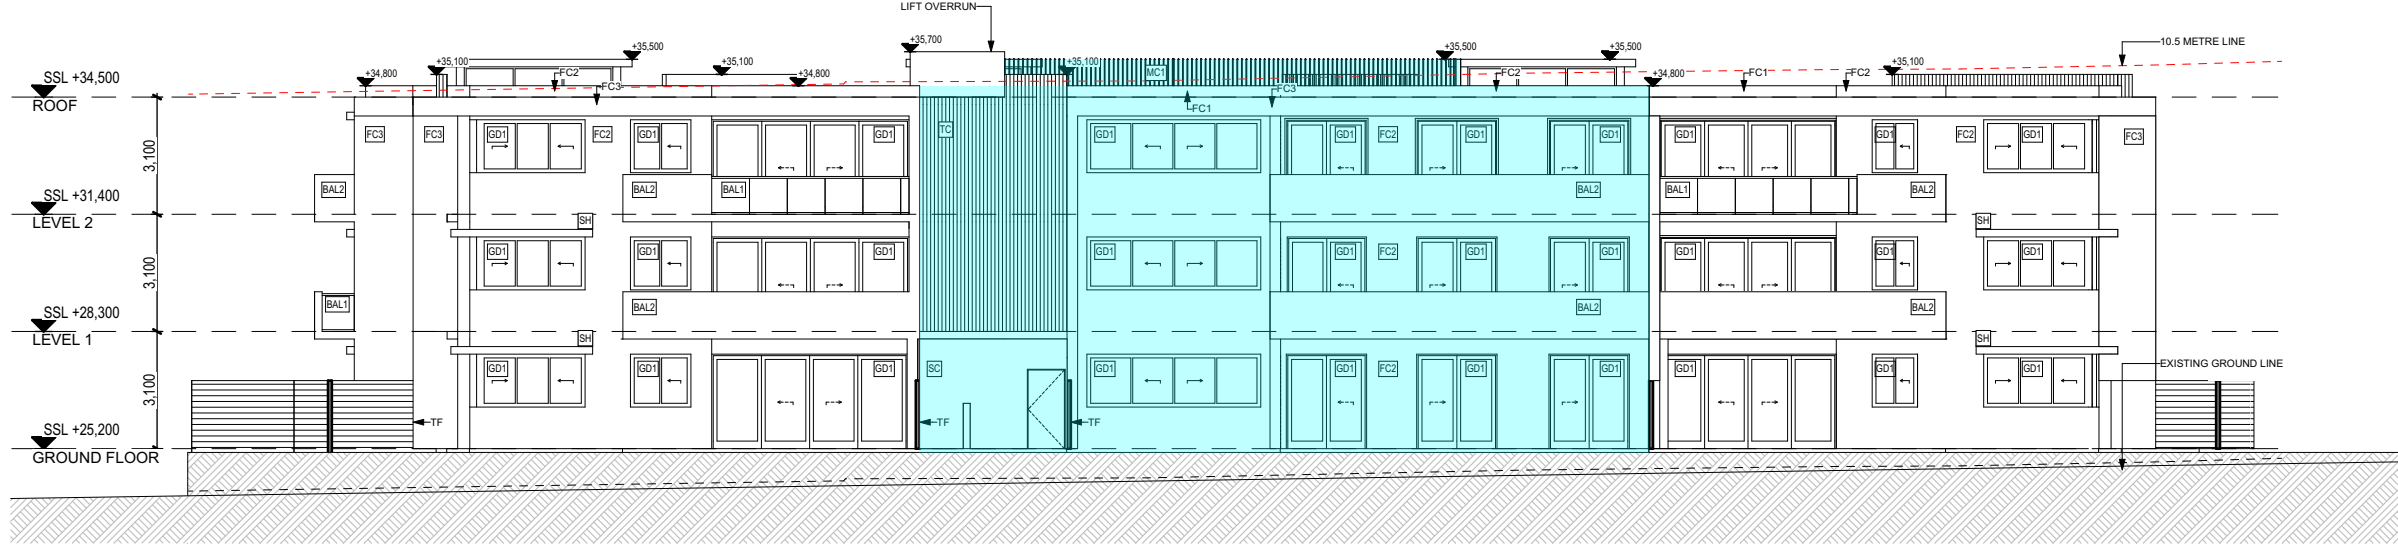 LIFT OVERRUN
+35,700
+35,500
+35,500
+35,500
10.5 METRE LINE
+35,100
+35,100
+35,100
+35,100
+34,800
+34,800
+34,800
SSL +34,500
ROOF
FC2
FC3
MC1
FC1
FC3
FC2
FC1
FC2
3,100
FC3
FC3
GD1
FC2
GD1
GD1
TC
GD1
GD1
FC2
GD1
GD1
GD1
GD1
FC2
GD1
FC3
SSL +31,400
LEVEL 2
BAL2
BAL2
BAL1
BAL2
BAL1
BAL2
SH
SH
3,100
GD1
GD1
GD1
GD1
GD1
FC2
GD1
GD1
GD1
GD1
GD1
SSL +28,300
LEVEL 1
BAL1
BAL2
BAL2
BAL2
SH
SH
3,100
GD1
GD1
GD1
SC
GD1
GD1
FC2
GD1
GD1
GD1
GD1
GD1
EXISTING GROUND LINE
TF
TF
TF
SSL +25,200
GROUND FLOOR